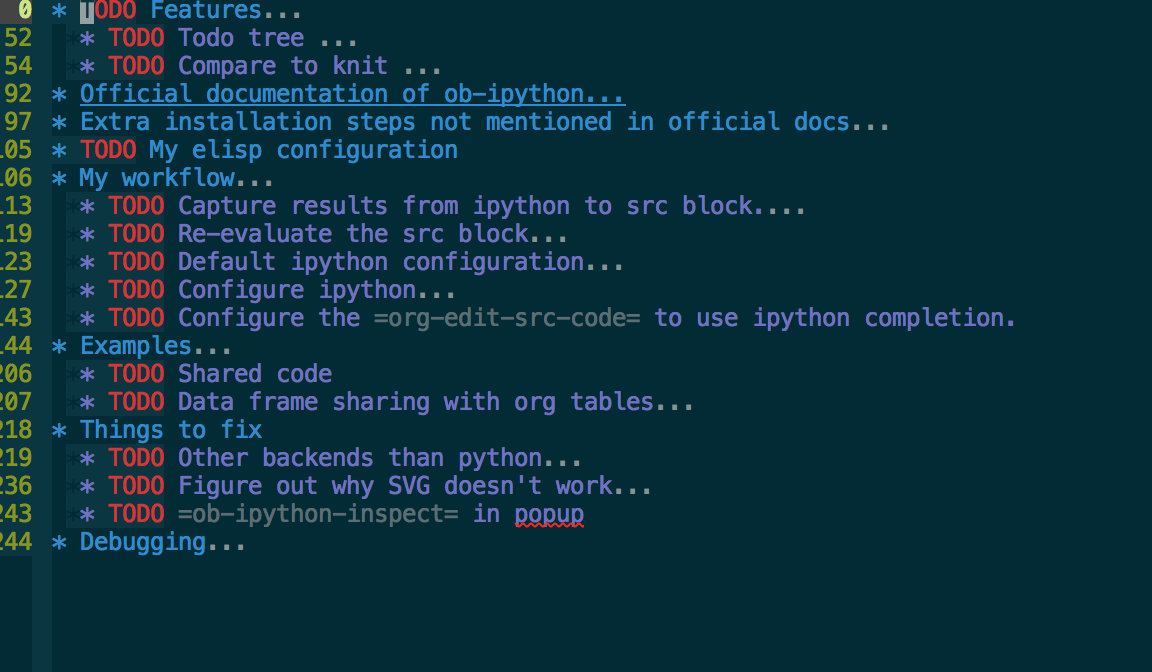 0 * TODO Features...
52 * TODO Todo tree ...
54 * TODO Compare to knit ...
92 * Official documentation of ob-ipython...
97 * Extra installation steps not mentioned in official docs...
105 * TODO My elisp configuration
106 * My workflow...
113 * TODO Capture results from ipython to src block....
119 * TODO Re-evaluate the src block...
123 * TODO Default ipython configuration...
127 * TODO Configure ipython...
143 * TODO Configure the =org-edit-src-code= to use ipython completion.
144 * Examples...
206 * TODO Shared code
207 * TODO Data frame sharing with org tables...
218 * Things to fix
219 * TODO Other backends than python...
236 * TODO Figure out why SVG doesn't work...
243 * TODO =ob-ipython-inspect= in popup
244 * Debugging...